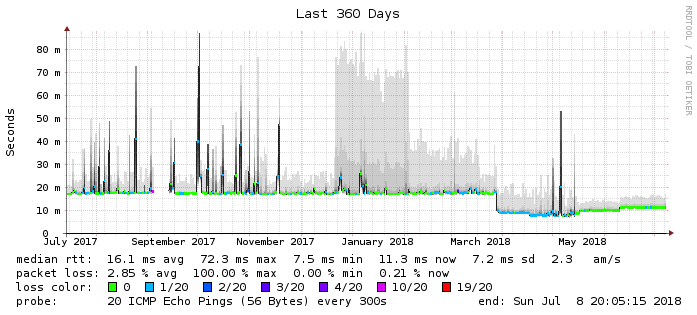 Last 360 Days
RRDTOOL / TOBI OETIKER
Seconds
80 m
70 m
60 m
50 m
40 m
30 m
20 m
10 m
0
July 2017 September 2017 November 2017 January 2018 March 2018 May 2018
median rtt: 16.1 ms avg 72.3 ms max 7.5 ms min 11.3 ms now 7.2 ms sd 2.3 am/s
packet loss: 2.85 % avg 100.00 % max 0.00 % min 0.21 % now
loss color: 0 1/20 2/20 3/20 4/20 10/20 19/20
probe: 20 ICMP Echo Pings (56 Bytes) every 300s end: Sun Jul 8 20:05:15 2018